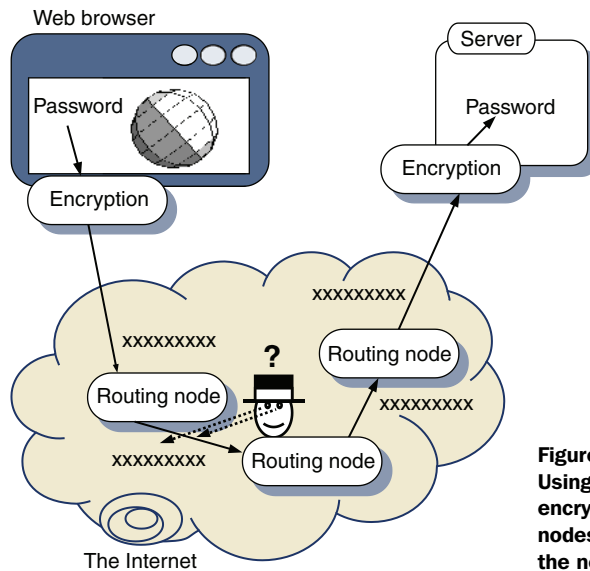 Web browser
Server
Password
Password
Encryption
Encryption
xxxxxxxxx
xxxxxxxxx
?
Routing node
Routing node
xxxxxxxxx
xxxxxxxxx
Routing node
The Internet
Figure
Using
encry
nodes
the n